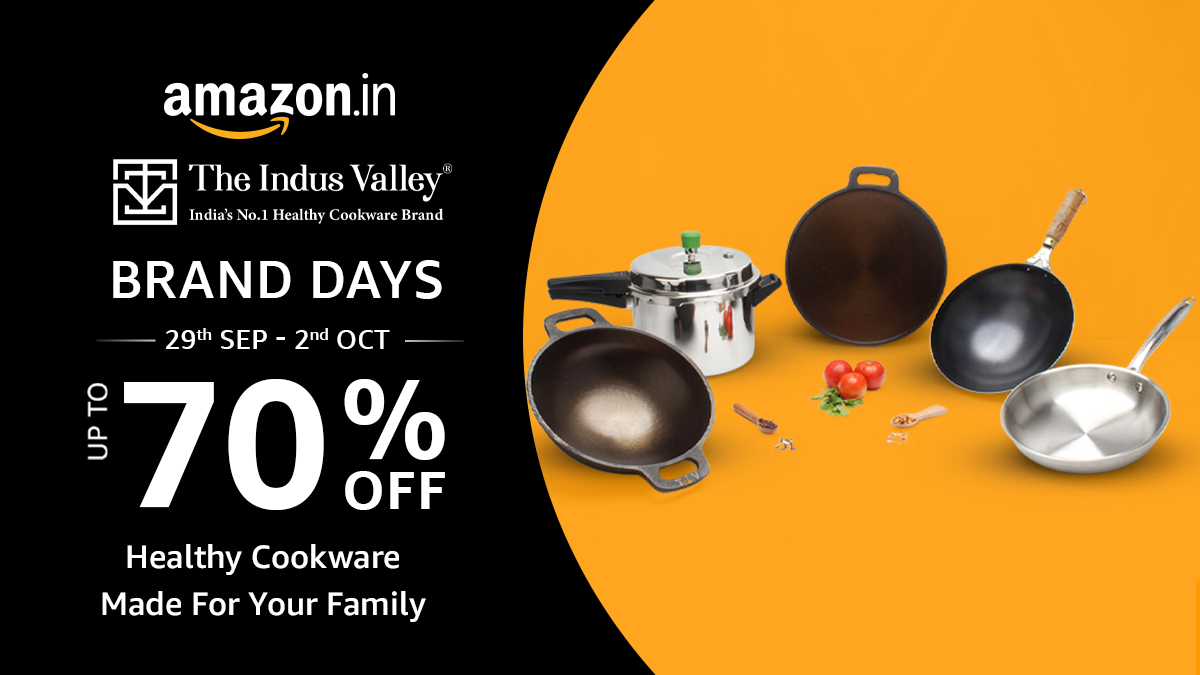 amazon.in
The Indus Valley®
India's No.1 Healthy Cookware Brand
BRAND DAYS
29th SEP - 2nd OCT
UP TO
70%
OFF
Healthy Cookware
Made For Your Family